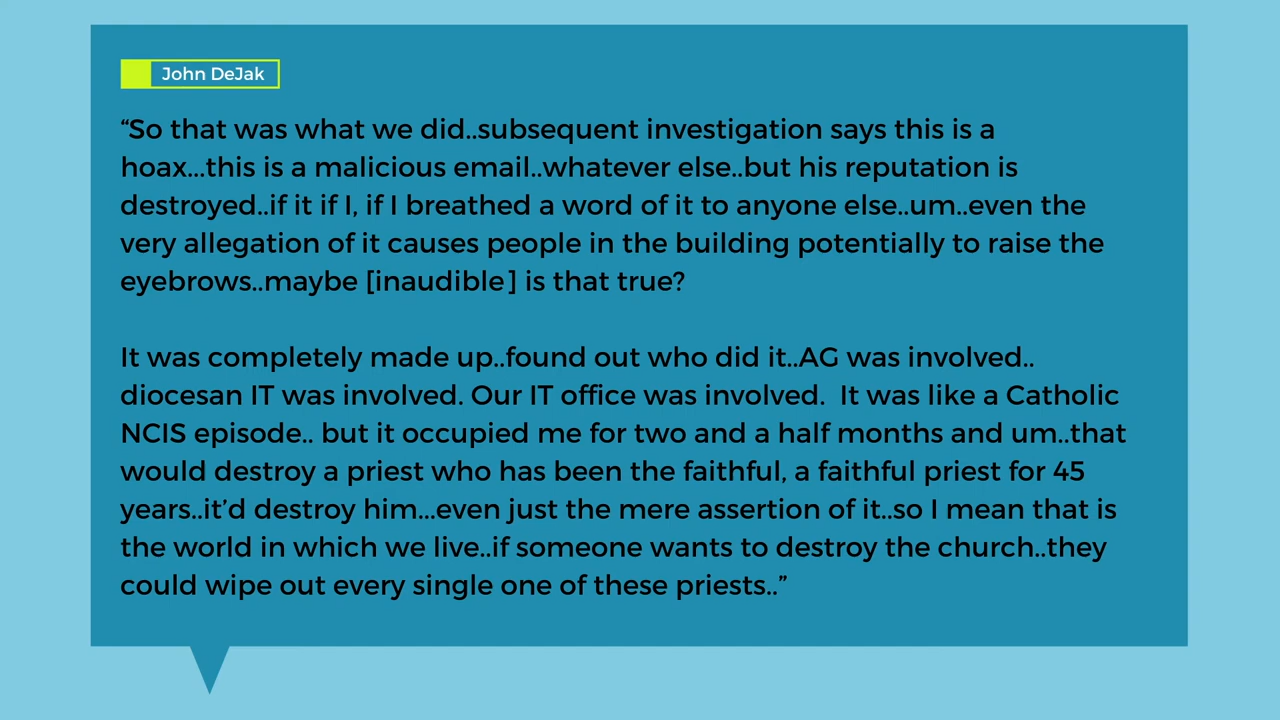 John DeJak
“So that was what we did..subsequent investigation says this is a
hoax...this is a malicious email..whatever else..but his reputation is
destroyed..if it if I, if I breathed a word of it to anyone else..um..even the
very allegation of it causes people in the building potentially to raise the
eyebrows..maybe [inaudible] is that true?
It was completely made up..found out who did it..AG was involved..
diocesan IT was involved. Our IT office was involved.  It was like a Catholic
NCIS episode.. but it occupied me for two and a half months and um..that
would destroy a priest who has been the faithful, a faithful priest for 45
years..it’d destroy him...even just the mere assertion of it..so I mean that is
the world in which we live..if someone wants to destroy the church..they
could wipe out every single one of these priests..”